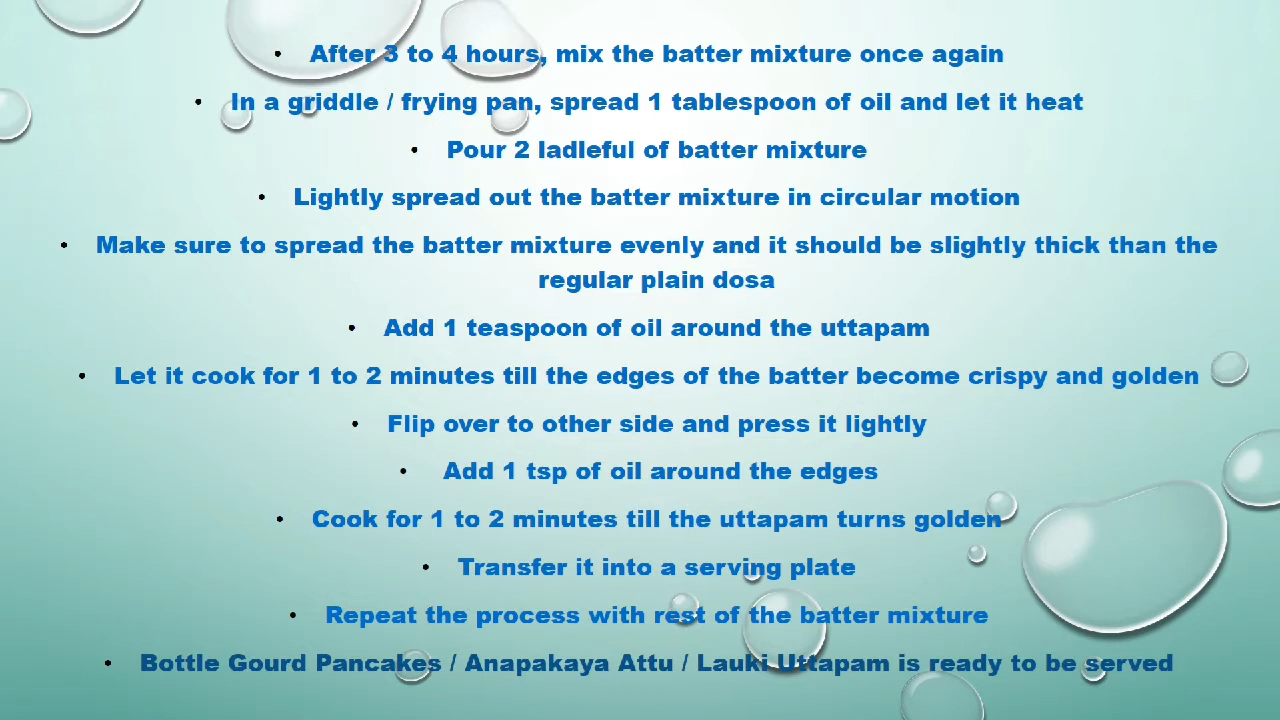 • After 3 to 4 hours, mix the batter mixture once again
• In a griddle / frying pan, spread 1 tablespoon of oil and let it heat
• Pour 2 ladleful of batter mixture
• Lightly spread out the batter mixture in circular motion
• Make sure to spread the batter mixture evenly and it should be slightly thick than the
regular plain dosa
• Add 1 teaspoon of oil around the uttapam
• Let it cook for 1 to 2 minutes till the edges of the batter become crispy and golden
• Flip over to other side and press it lightly
• Add 1 tsp of oil around the edges
• Cook for 1 to 2 minutes till the uttapam turns golden
• Transfer it into a serving plate
• Repeat the process with rest of the batter mixture
• Bottle Gourd Pancakes / Anapakaya Attu / Lauki Uttapam is ready to be served